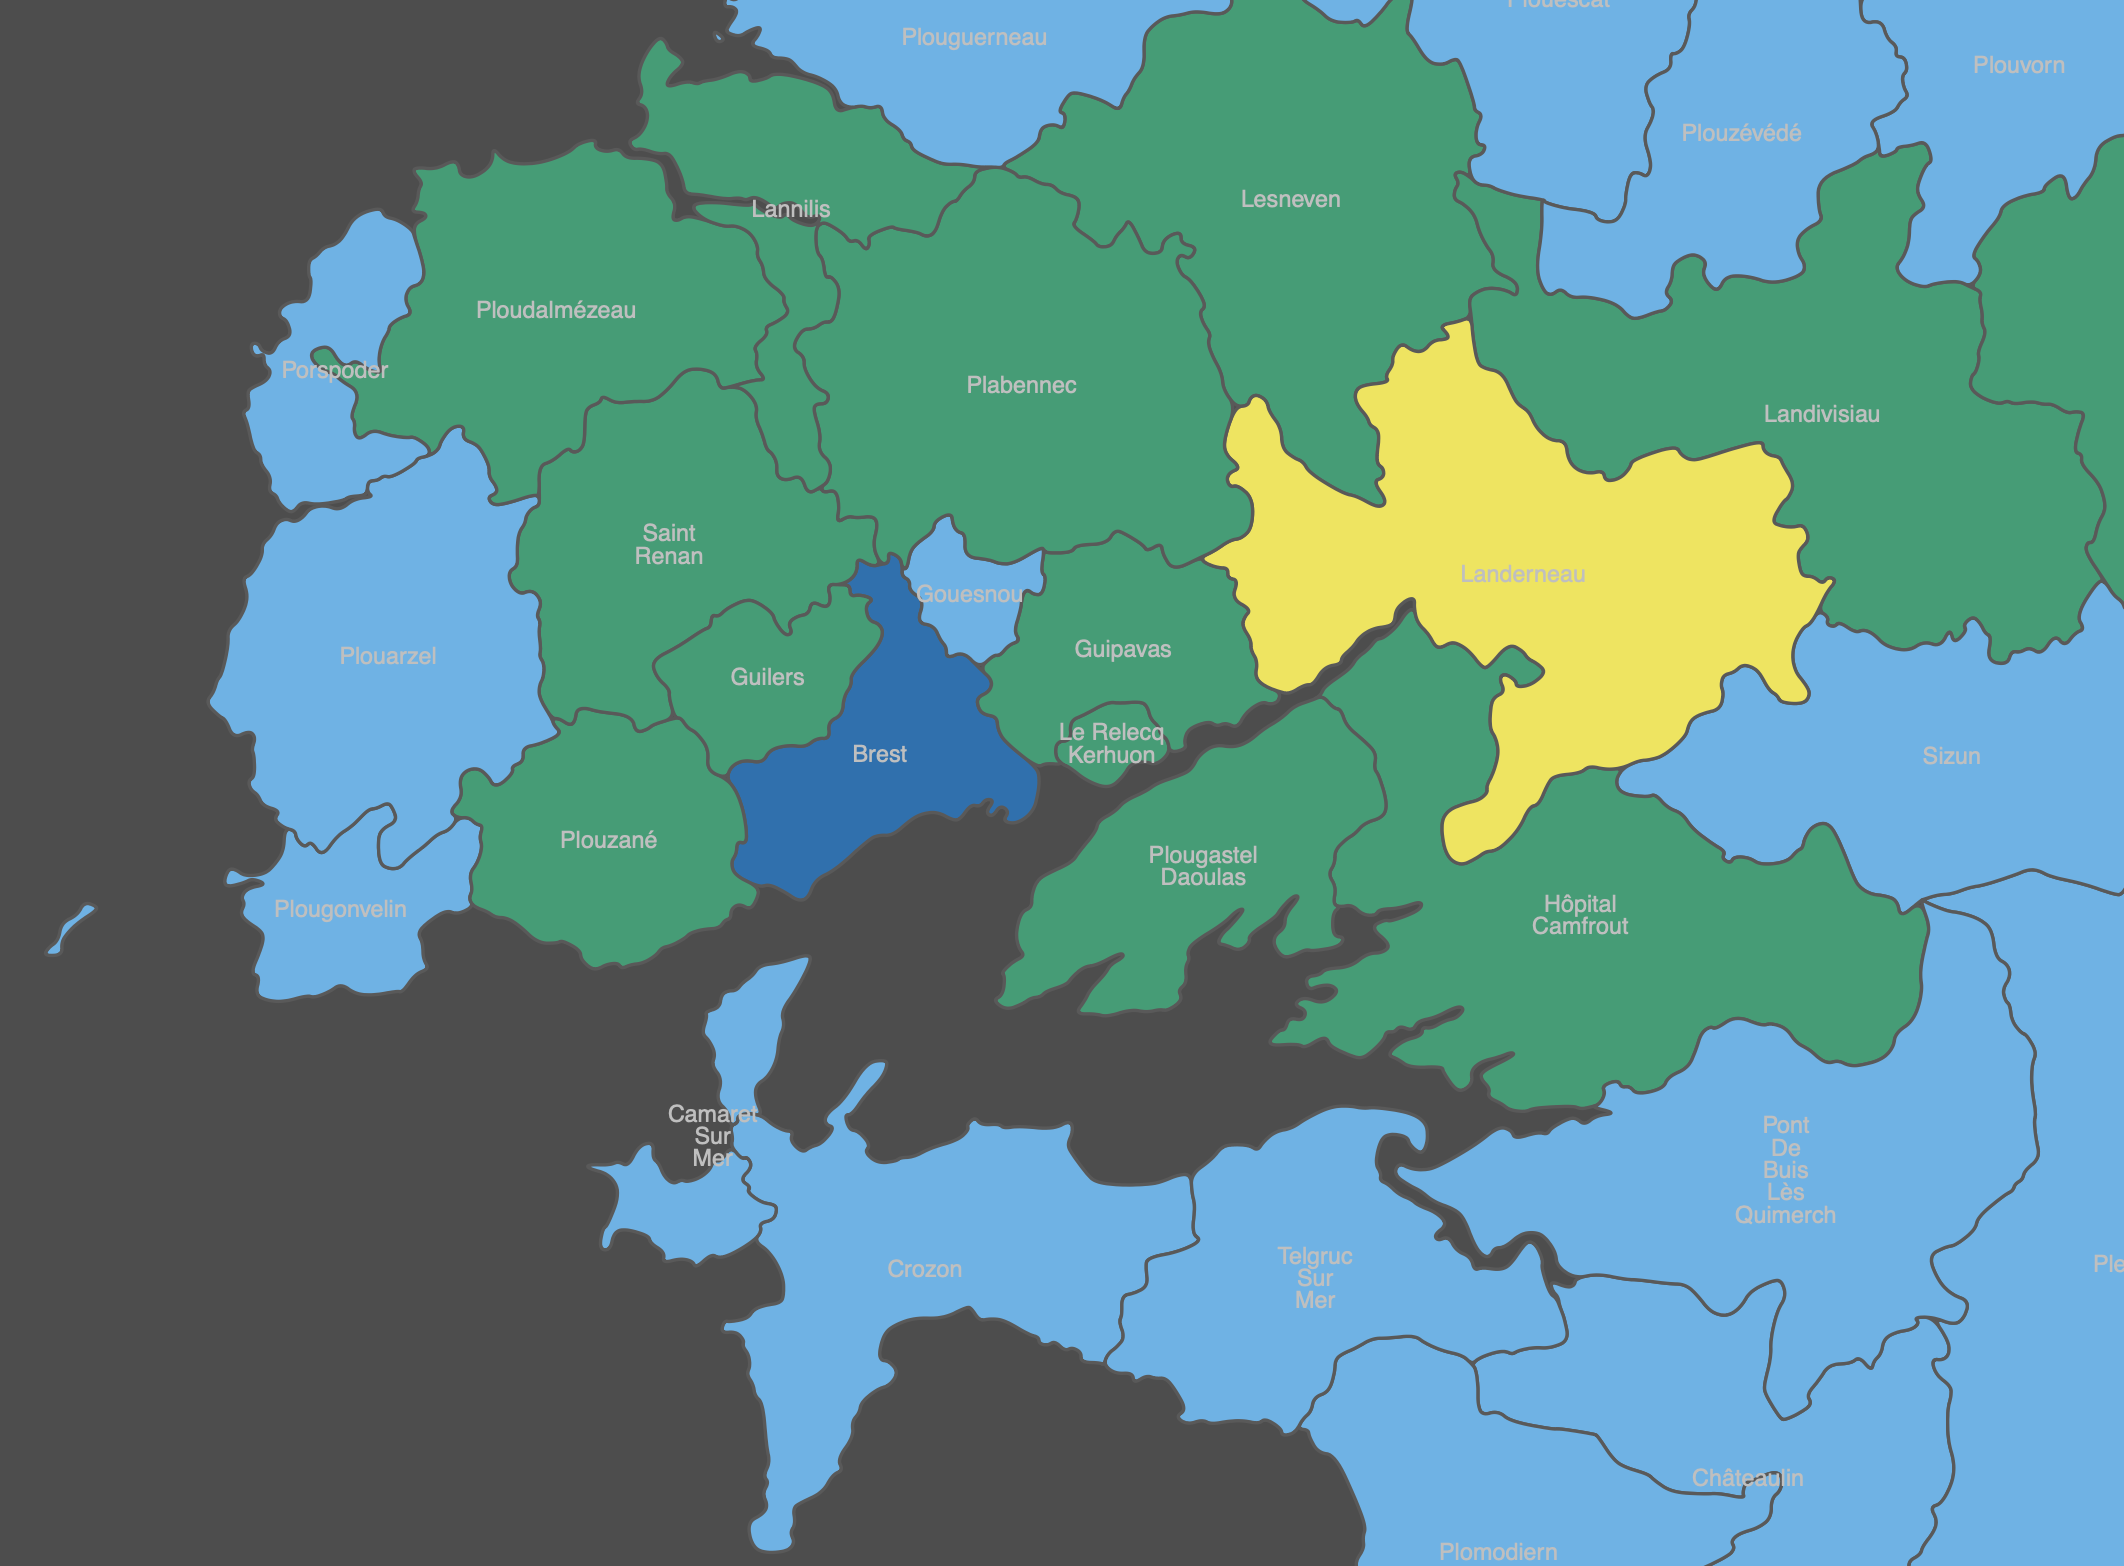 Plouescat
Plouguerneau
Plouvorn
Plouzévédé
Lesneven
Lannilis
Ploudalmézeau
Porspoder
Plabennec
Landivisiau
Saint
Renan
Landerneau
Gouesnou
Plouarzel
Guipavas
Guilers
Le Relecq
Kerhuon
Brest
Sizun
Plouzané
Plougastel
Daoulas
Plougonvelin
Hôpital
Camfrout
Camaret
Sur
Mer
Pont
De
Buis
Lès
Quimerch
Crozon
Telgruc
Sur
Mer
Ple
Châteaulin
Plomodiern